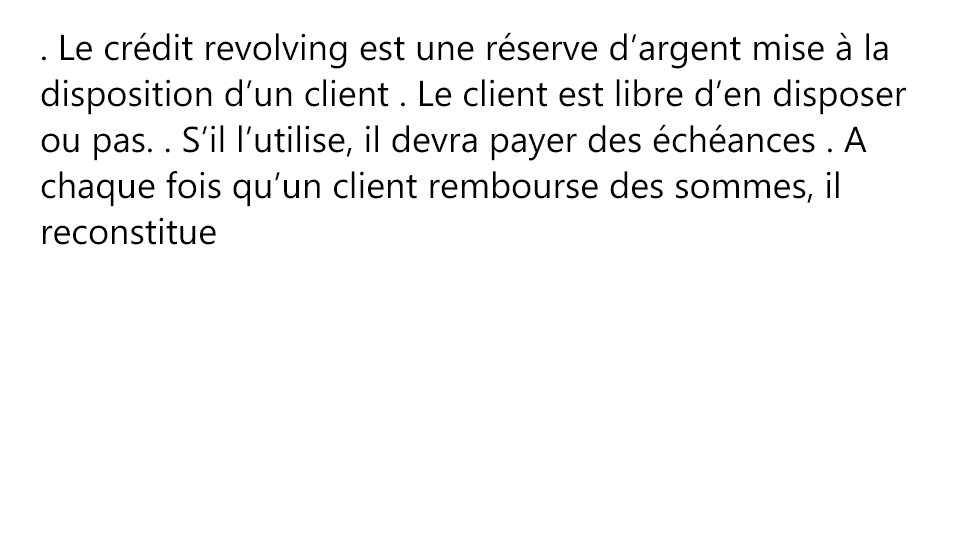 . Le crédit revolving est une réserve d’argent mise à la
disposition d’un client . Le client est libre d’en disposer
ou pas. . S’il l’utilise, il devra payer des échéances . A
chaque fois qu’un client rembourse des sommes, il
reconstitue